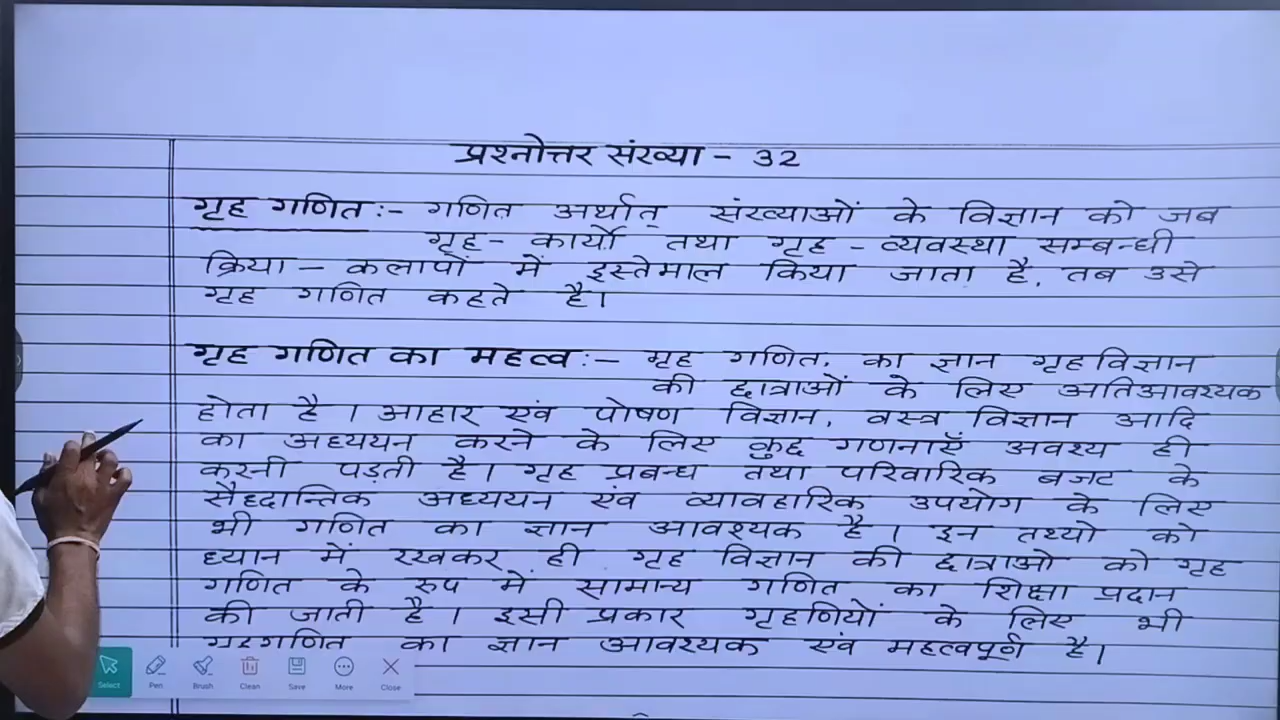 प्रश्नोत्तर संख्या - 32
गृह गणित :- गणित अर्थात् संख्याओं के विज्ञान को जब
गृह - कार्यो तथा गृह - व्यवस्था सम्बन्धी
क्रिया - कलापों में इस्तेमाल किया जाता है, तब उसे
गृह गणित कहते है।
गृह गणित का महत्व :- गृह गणित, का ज्ञान गृहविज्ञान
की छात्राओं के लिए अतिआवश्यक
होता है । आहार एंव पोषण विज्ञान, वस्त्र विज्ञान आदि
का अध्ययन करने के लिए कुछ गणनाएँ अवश्य ही
करनी पड़ती है। गृह प्रबन्ध तथा परिवारिक बजट के
सैध्दान्तिक अध्ययन एंव व्यावहारिक उपयोग के लिए
भी गणित का ज्ञान आवश्यक है । इन तथ्यो को
ध्यान में रखकर ही गृह विज्ञान की छात्राओ को गृह
गणित के रुप में सामान्य गणित का शिक्षा प्रदान
की जाती है । इसी प्रकार गृहणियों के लिए भी
गृहगणित का ज्ञान आवश्यक एंव महत्वपूर्ण है।
Select Pen Brush Clean Save More Close